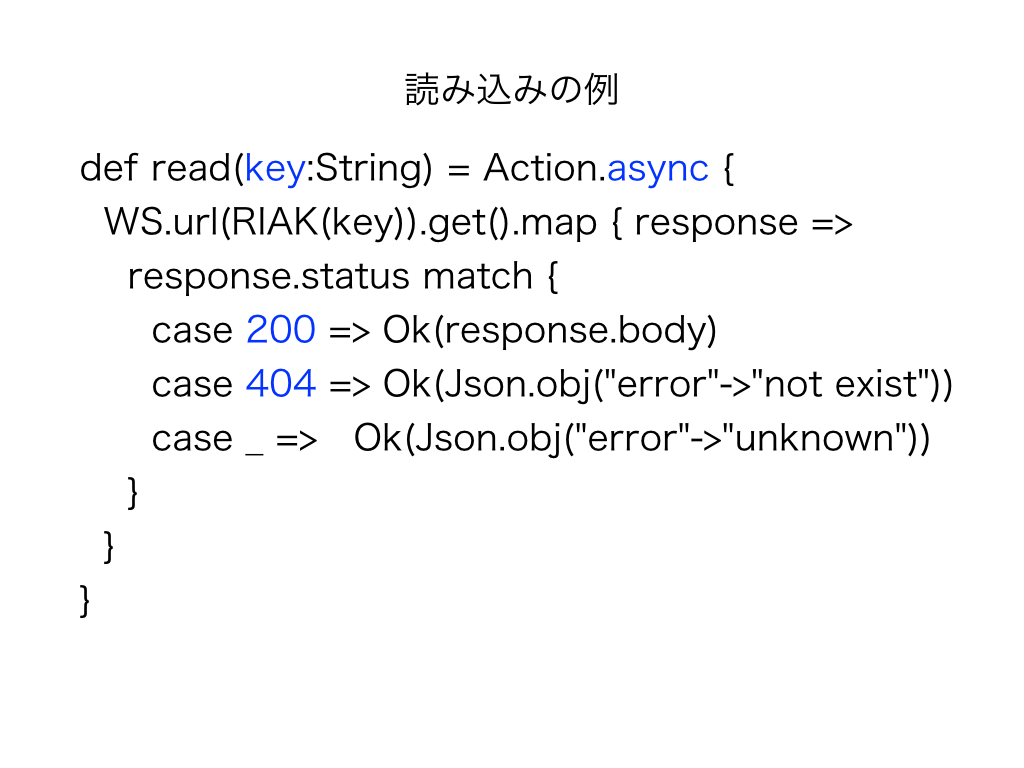 読み込みの例
def read(key:String) = Action.async {
WS.url(RIAK(key)).get().map { response =>
response.status match {
case 200 => Ok(response.body)
case 404 => Ok(Json.obj("error"->"not exist"))
case _ =>　Ok(Json.obj("error"->"unknown"))
}
}
}